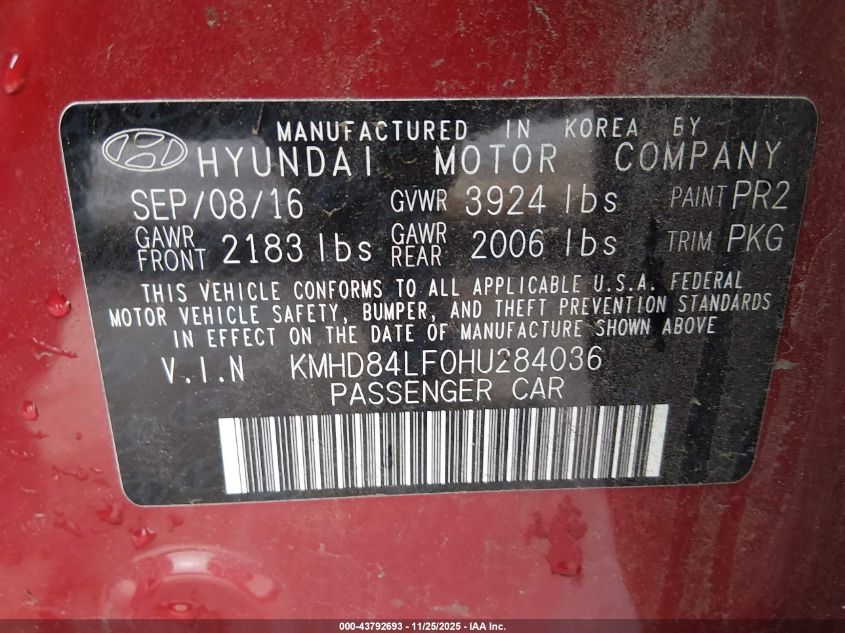 MANUFACTURED IN KOREA BY
HYUNDAI MOTOR COMPANY
SEP/08/16 GVWR 3924 lbs PAINT PR2
GAWR FRONT 2183 lbs GAWR REAR 2006 lbs TRIM PKG
THIS VEHICLE CONFORMS TO ALL APPLICABLE U.S.A. FEDERAL
MOTOR VEHICLE SAFETY, BUMPER, AND THEFT PREVENTION STANDARDS
IN EFFECT ON THE DATE OF MANUFACTURE SHOWN ABOVE
V.I.N KMHD84LF0HU284036
PASSENGER CAR
000-43792693 - 11/25/2025 - IAA Inc.